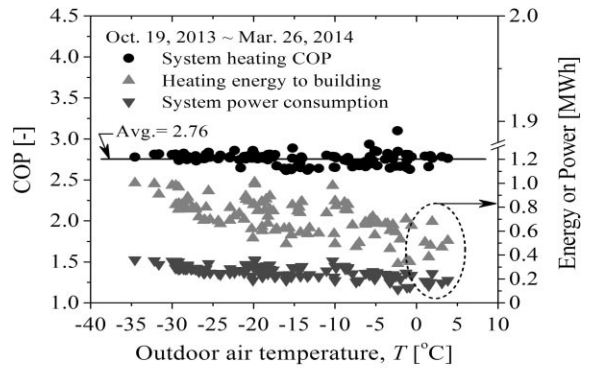 Oct. 19, 2013 ~ Mar. 26, 2014
System heating COP
Heating energy to building
System power consumption
Avg.= 2.76
COP [-]
4.5
4.0
3.5
3.0
2.5
2.0
1.5
1.0
2.0
1.9
1.2
1.0
0.8
0.6
0.4
0.2
0
Energy or Power [MWh]
-40 -35 -30 -25 -20 -15 -10 -5 0 5 10
Outdoor air temperature, T [°C]